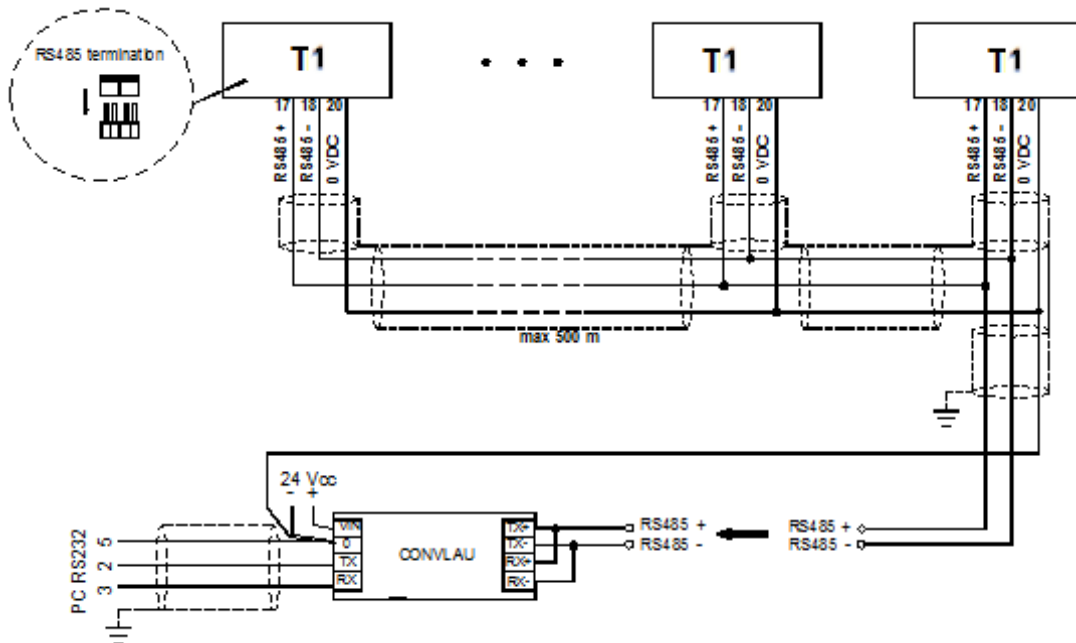 RS485 termination
T1
T1
T1
17 18 20
17 18 20
17 18 20
RS485 +
RS485 -
0 VDC
RS485 +
RS485 -
0 VDC
RS485 +
RS485 -
0 VDC
max 500 m
24 Vcc
- +
PC RS232
5
2
3
VIN
0
TX
RX
CONVLAU
TX+
TX-
RX+
RX-
RS485 +
RS485 -
RS485 +
RS485 -